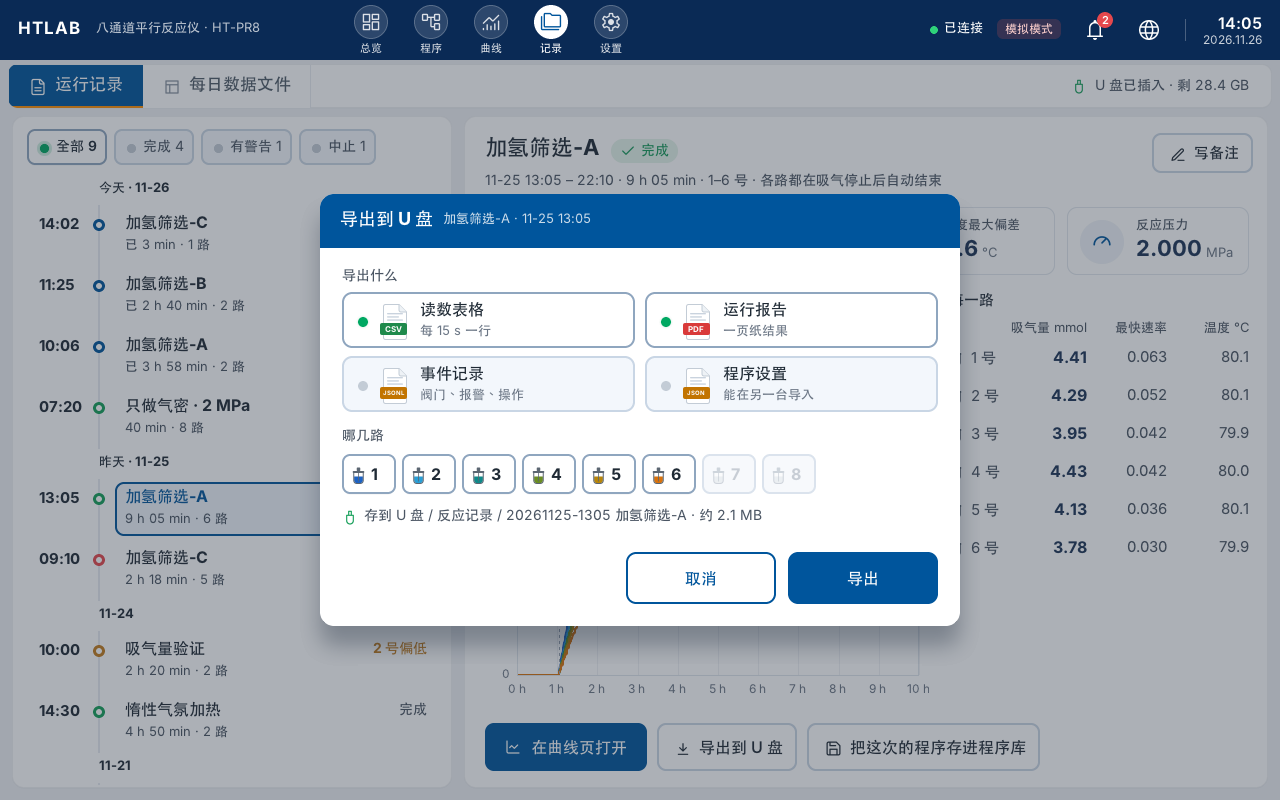 HTLAB 八通道平行反应仪 · HT-PR8
总览 程序 曲线 记录 设置
已连接 模拟模式 2 14:05
2026.11.26
运行记录 每日数据文件 U 盘已插入 · 剩 28.4 GB
全部 9 完成 4 有警告 1 中止 1
今天 · 11-26
14:02 加氢筛选-C
已 3 min · 1 路
11:25 加氢筛选-B
已 2 h 40 min · 2 路
10:06 加氢筛选-A
已 3 h 58 min · 2 路
07:20 只做气密 · 2 MPa
40 min · 8 路
昨天 · 11-25
13:05 加氢筛选-A
9 h 05 min · 6 路
09:10 加氢筛选-C
2 h 18 min · 5 路
11-24
10:00 吸气量验证 2 号偏低
2 h 20 min · 2 路
14:30 惰性气氛加热 完成
4 h 50 min · 2 路
11-21
加氢筛选-A 完成 写备注
11-25 13:05 – 22:10 · 9 h 05 min · 1–6 号 · 各路都在吸气停止后自动结束
度最大偏差
.6 °C
反应压力
2.000 MPa
每一路
吸气量 mmol 最快速率 温度 °C
1 号 4.41 0.063 80.1
2 号 4.29 0.052 80.1
3 号 3.95 0.042 79.9
4 号 4.43 0.042 80.0
5 号 4.13 0.036 80.1
6 号 3.78 0.030 79.9
导出到 U 盘 加氢筛选-A · 11-25 13:05
导出什么
CSV 读数表格
每 15 s 一行
PDF 运行报告
一页纸结果
JSONL 事件记录
阀门、报警、操作
JSON 程序设置
能在另一台导入
哪几路
1 2 3 4 5 6 7 8
存到 U 盘 / 反应记录 / 20261125-1305 加氢筛选-A · 约 2.1 MB
取消 导出
0
0 h 1 h 2 h 3 h 4 h 5 h 6 h 7 h 8 h 9 h 10 h
在曲线页打开 导出到 U 盘 把这次的程序存进程序库